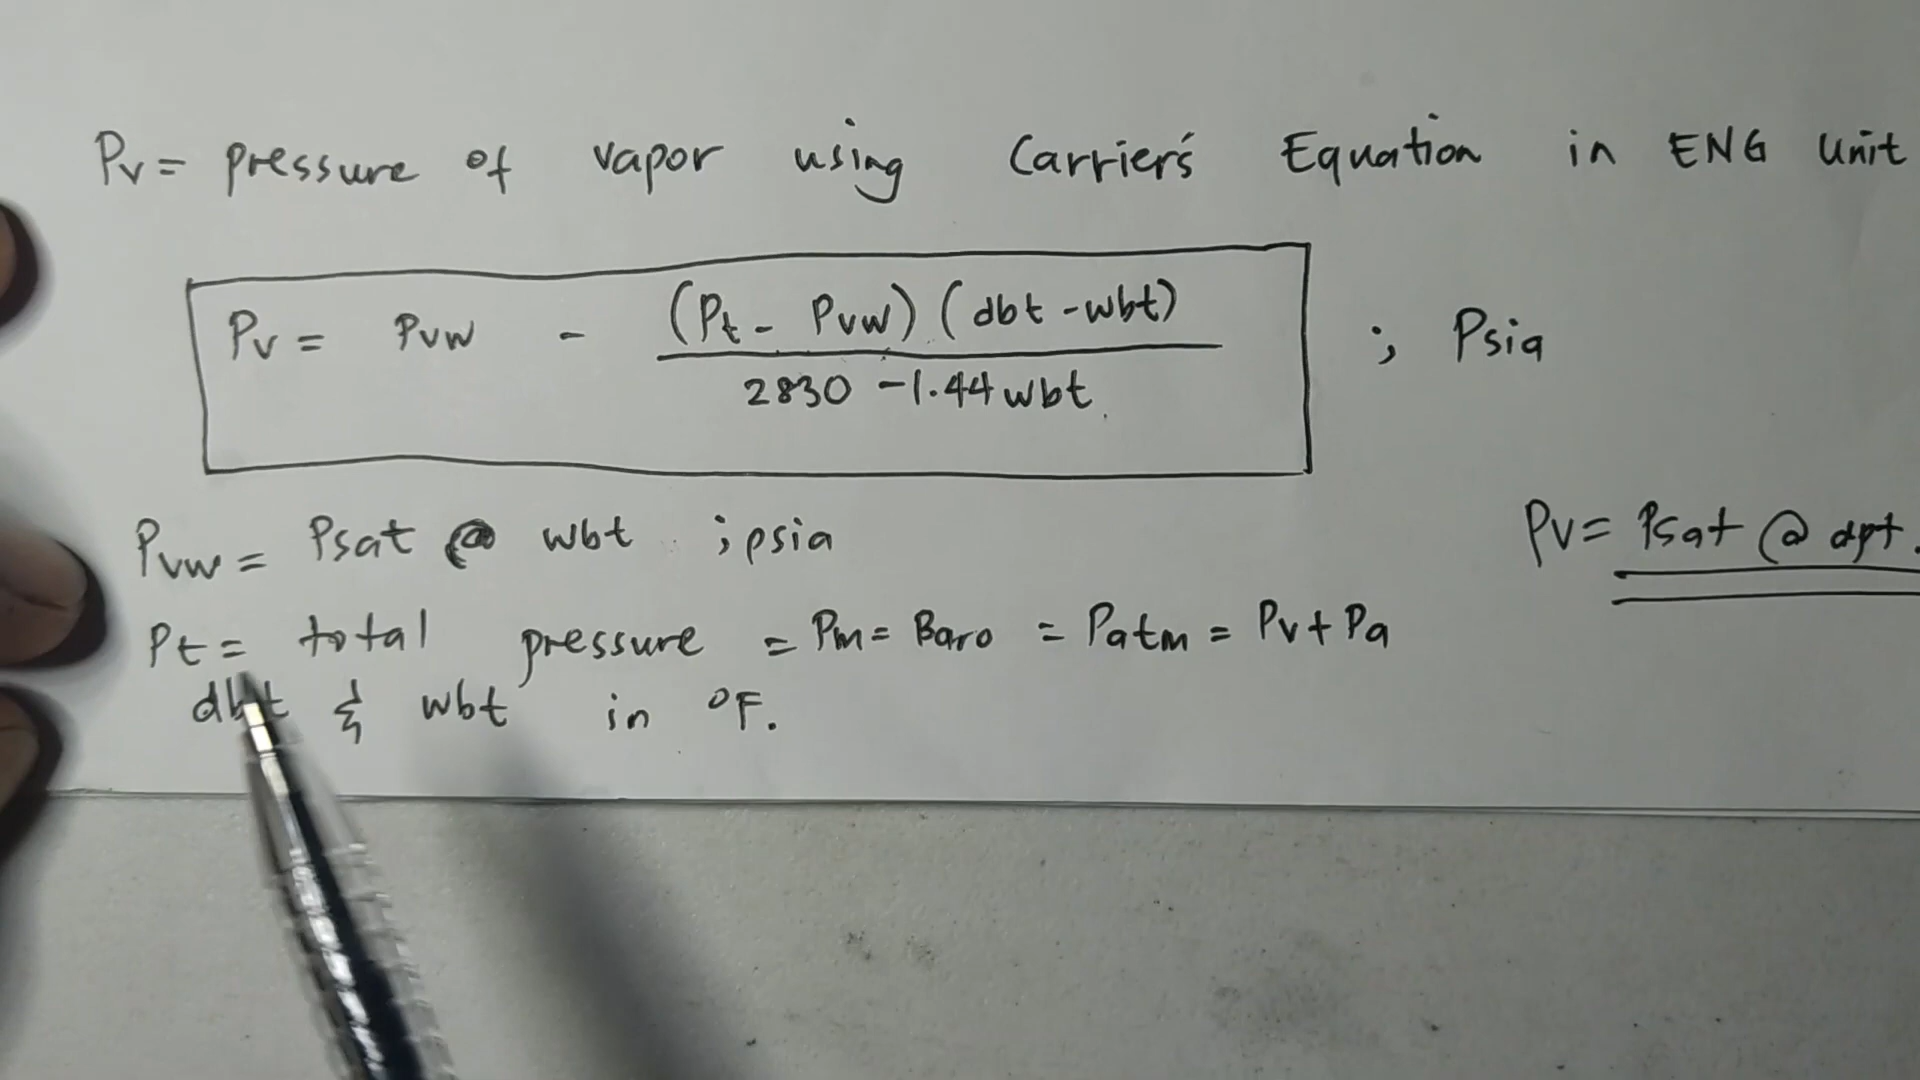 Pv = pressure of vapor using Carrier's Equation in ENG Unit
Pv = Pvw - (Pt - Pvw) (dbt - wbt) / 2830 - 1.44 wbt ; Psia
Pvw = Psat @ wbt ; psia
Pv = Psat @ dpt.
Pt = total pressure = Pm = Baro = Patm = Pv + Pa
dbt & wbt in °F.